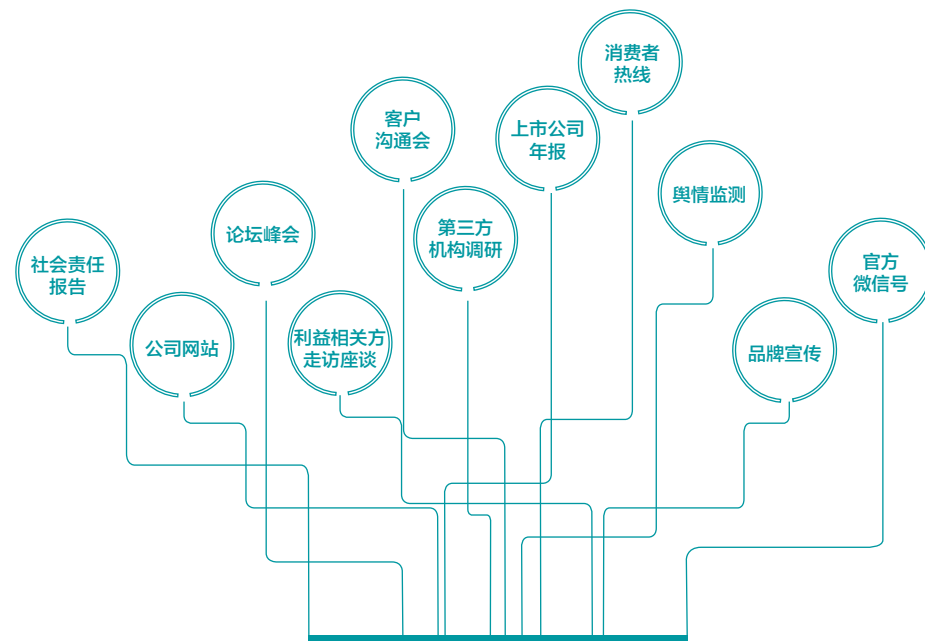 消费者
热线
客户
沟通会
上市公司
年报
舆情监测
第三方
机构调研
论坛峰会
社会责任
报告
官方
微信号
利益相关方
走访座谈
公司网站
品牌宣传